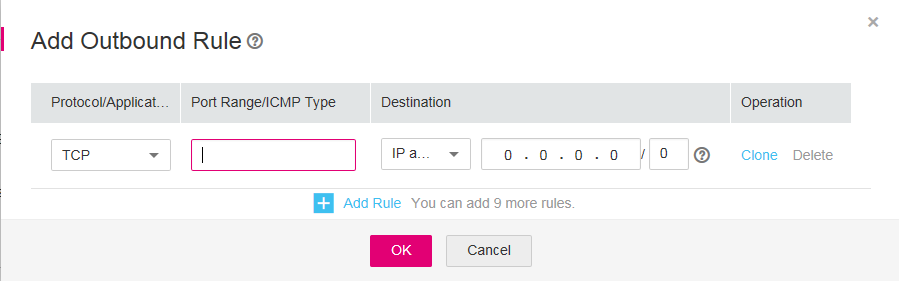 Add Outbound Rule
Protocol/Applicat... Port Range/ICMP Type Destination Operation
TCP IP a... 0 . 0 . 0 . 0 / 0 Clone Delete
Add Rule You can add 9 more rules.
OK Cancel